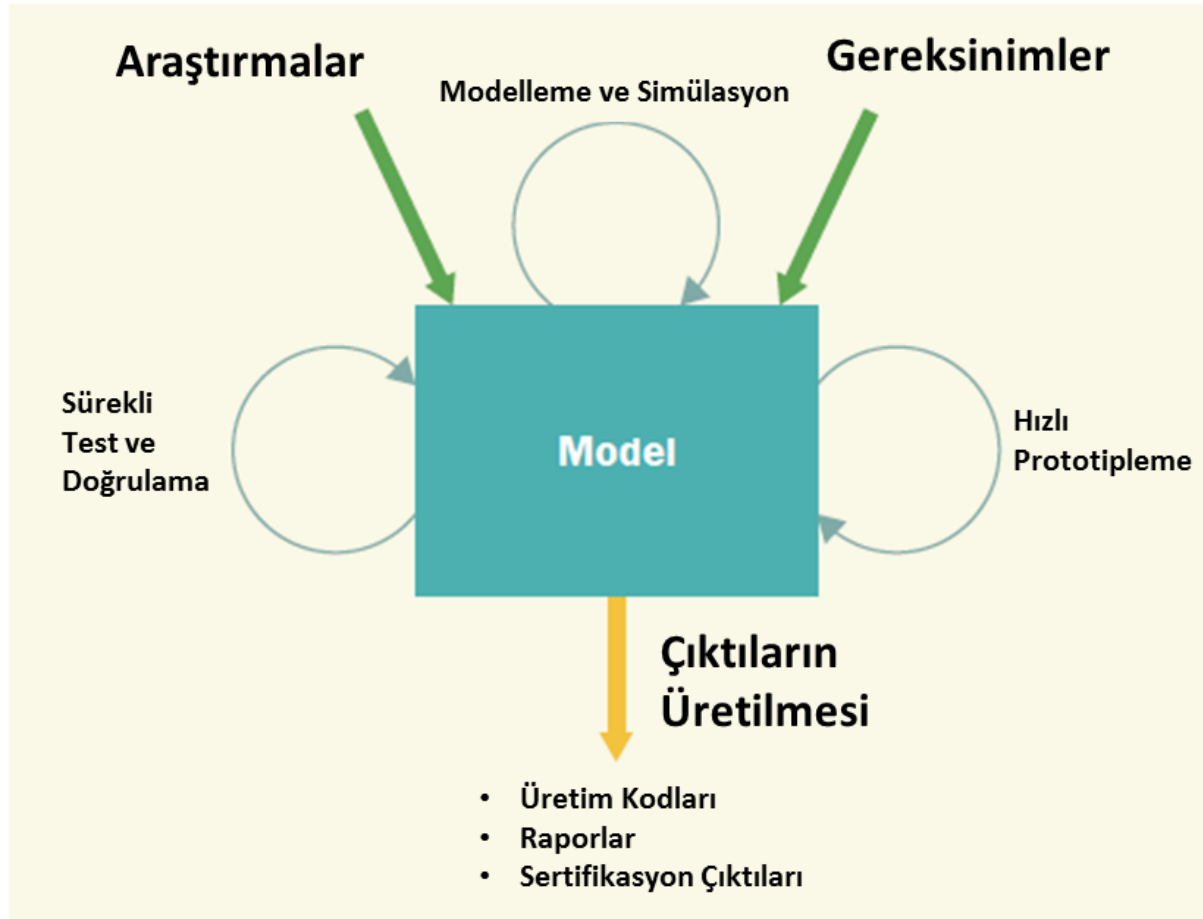 Araştırmalar
Gereksinimler
Modelleme ve Simülasyon
Sürekli
Test ve
Doğrulama
Model
Hızlı
Prototipleme
Çıktıların
Üretilmesi
• Üretim Kodları
• Raporlar
• Sertifikasyon Çıktıları